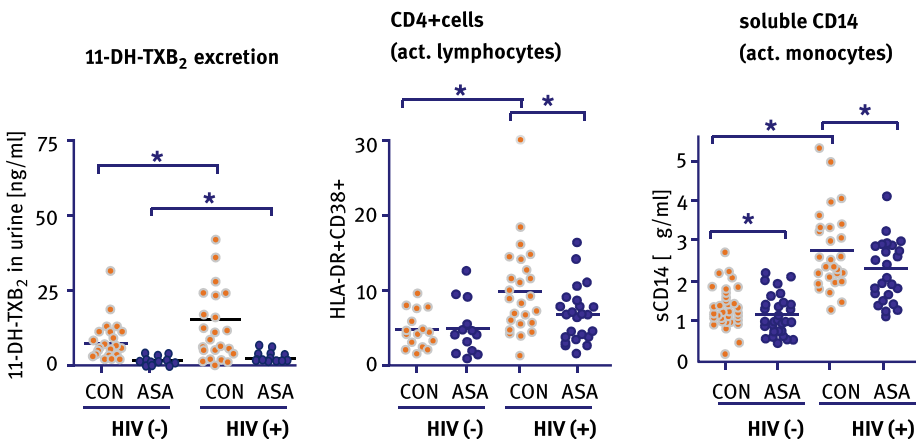 11-DH-TXB₂ excretion
11-DH-TXB₂ in urine [ng/ml]
75
50
25
0
*
*
CON ASA CON ASA
HIV (-) HIV (+)
CD4+cells
(act. lymphocytes)
HLA-DR+CD38+
30
20
10
0
*
*
CON ASA CON ASA
HIV (-) HIV (+)
soluble CD14
(act. monocytes)
sCD14 [ g/ml]
5
4
3
2
1
0
*
*
*
CON ASA CON ASA
HIV (-) HIV (+)